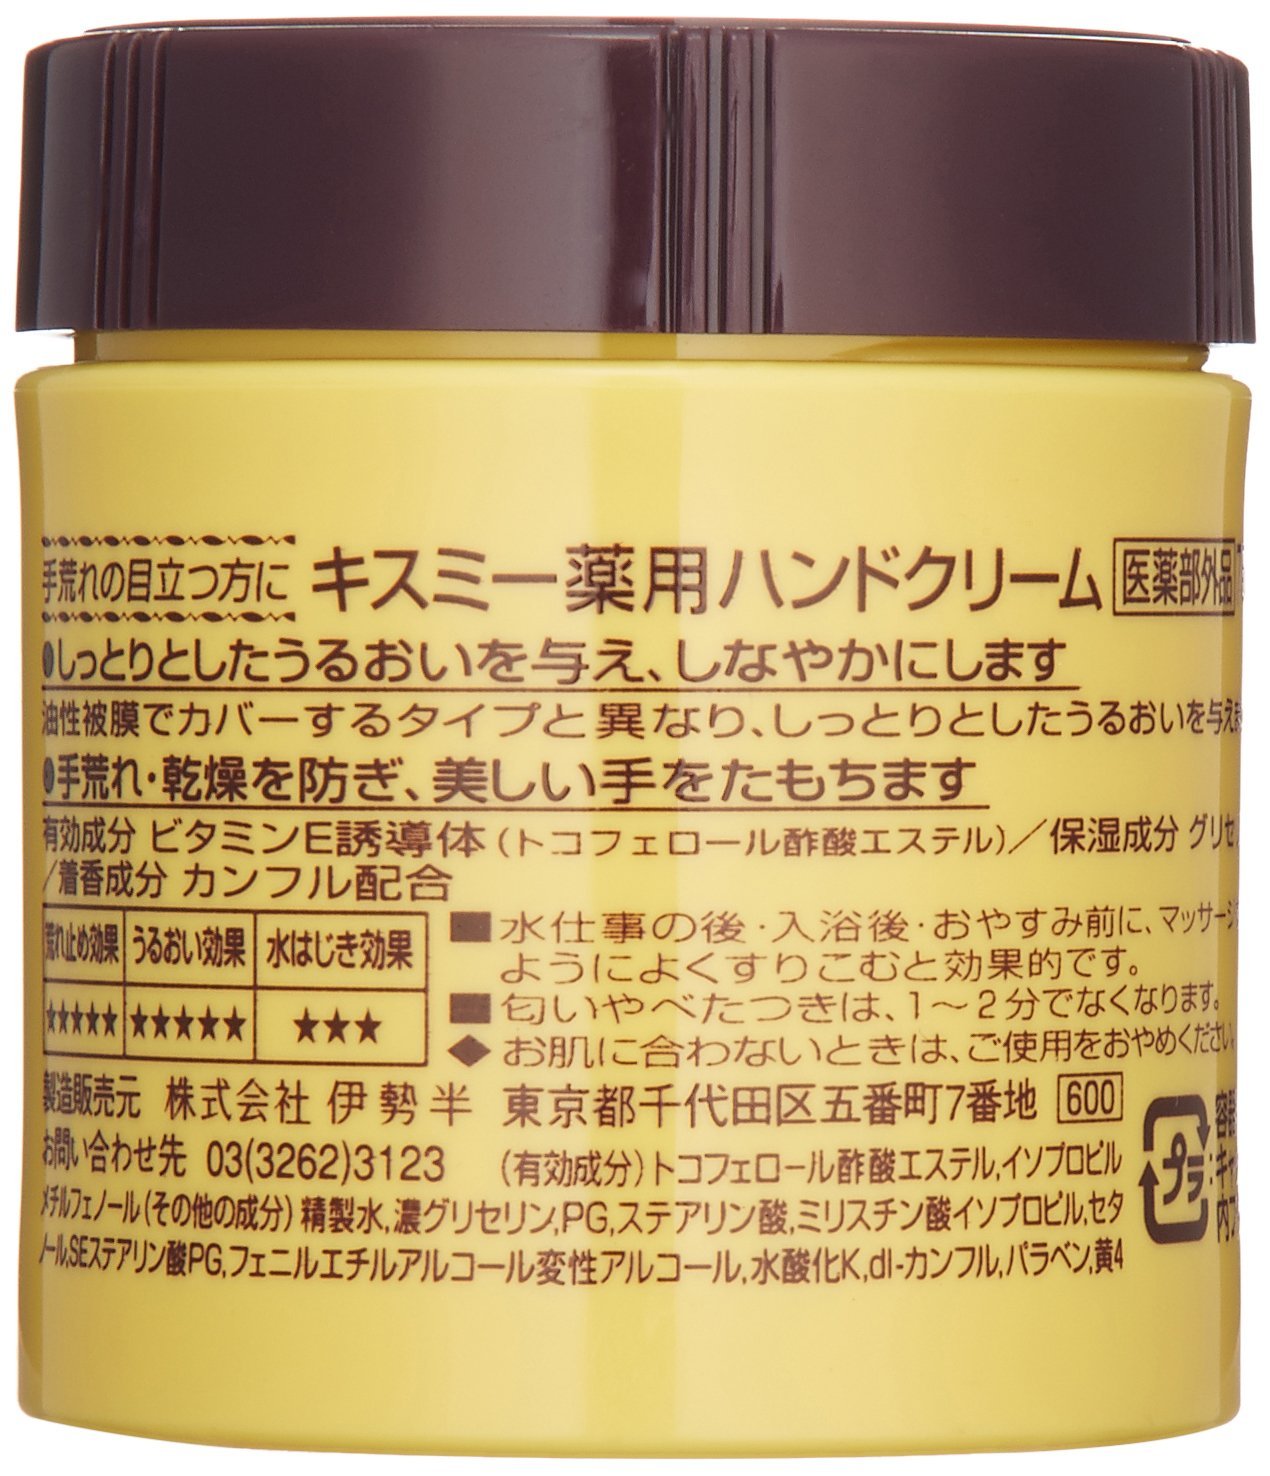 手荒れの目立つ方に キスミー薬用ハンドクリーム 医薬部外品
●しっとりとしたうるおいを与え、しなやかにします
油性被膜でカバーするタイプと異なり、しっとりとしたうるおいを与えま
●手荒れ・乾燥を防ぎ、美しい手をたもちます
有効成分 ビタミンE誘導体(トコフェロール酢酸エステル)/保湿成分 グリセリ
/着香成分 カンフル配合
荒れ止め効果 うるおい効果 水はじき効果
★★★★★ ★★★★★ ★★★
■水仕事の後・入浴後・おやすみ前に、マッサージす
ようによくすりこむと効果的です。
■匂いやべたつきは、1〜2分でなくなります。
◆お肌に合わないときは、ご使用をおやめください。
製造販売元 株式会社 伊勢半 東京都千代田区五番町7番地 600
お問い合わせ先 03(3262)3123 (有効成分)トコフェロール酢酸エステル,イソプロピル
メチルフェノール(その他の成分)精製水,濃グリセリン,PG,ステアリン酸,ミリスチン酸イソプロピル,セタ
ノール,SEステアリン酸PG,フェニルエチルアルコール変性アルコール,水酸化K,dl-カンフル,パラベン,黄4
プラ
容器
キャ
内フ